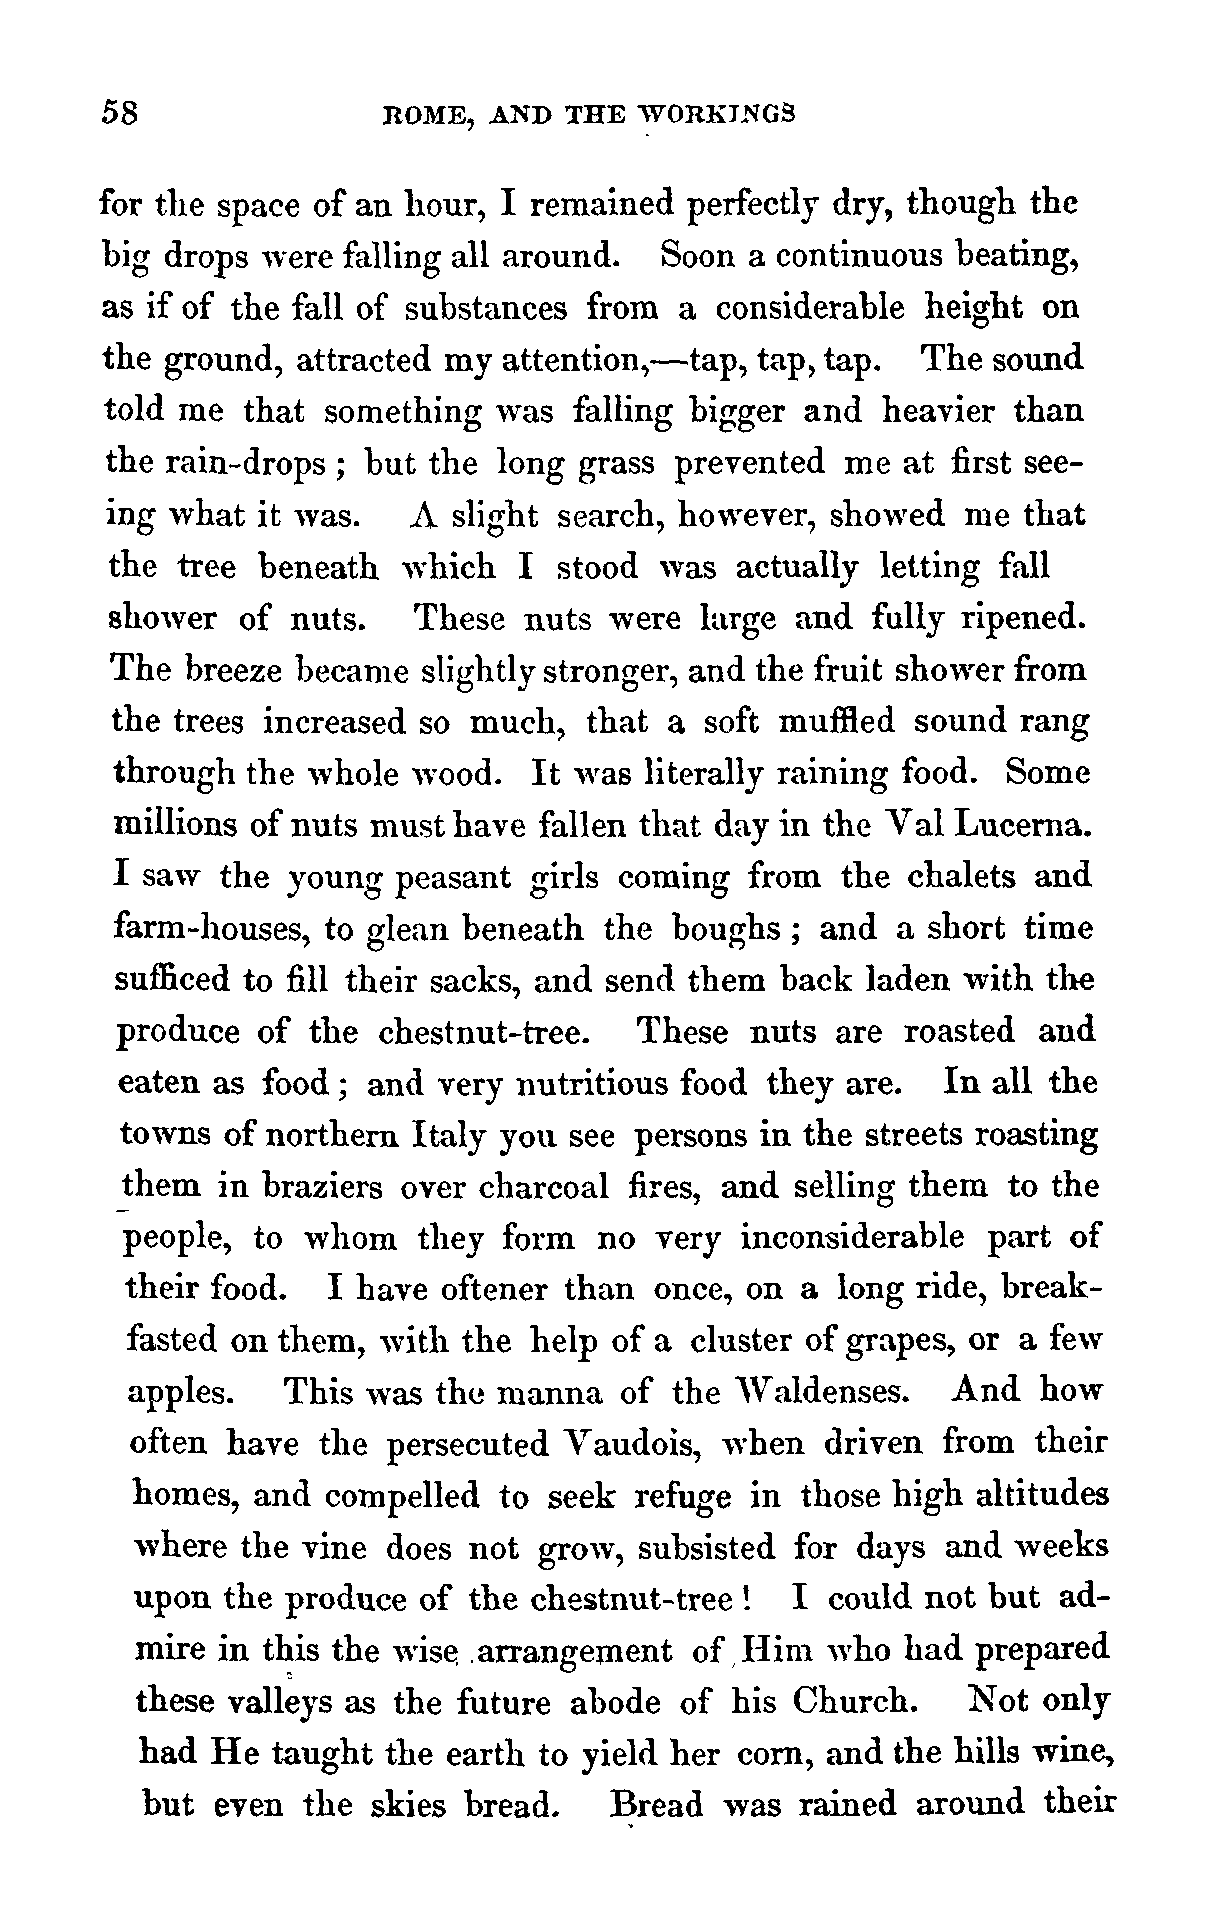 58 ROME, AND THE WORKINGS
for the space of an hour, I remained perfectly dry, though the
big drops were falling all around. Soon a continuous beating,
as if of the fall of substances from a considerable height on
the ground, attracted my attention,—tap, tap, tap. The sound
told me that something was falling bigger and heavier than
the rain-drops ; but the long grass prevented me at first see-
ing what it was. A slight search, however, showed me that
the tree beneath which I stood was actually letting fall
shower of nuts. These nuts were large and fully ripened.
The breeze became slightly stronger, and the fruit shower from
the trees increased so much, that a soft muffled sound rang
through the whole wood. It was literally raining food. Some
millions of nuts must have fallen that day in the Val Lucerna.
I saw the young peasant girls coming from the chalets and
farm-houses, to glean beneath the boughs ; and a short time
sufficed to fill their sacks, and send them back laden with the
produce of the chestnut-tree. These nuts are roasted and
eaten as food ; and very nutritious food they are. In all the
towns of northern Italy you see persons in the streets roasting
them in braziers over charcoal fires, and selling them to the
people, to whom they form no very inconsiderable part of
their food. I have oftener than once, on a long ride, break-
fasted on them, with the help of a cluster of grapes, or a few
apples. This was the manna of the Waldenses. And how
often have the persecuted Vaudois, when driven from their
homes, and compelled to seek refuge in those high altitudes
where the vine does not grow, subsisted for days and weeks
upon the produce of the chestnut-tree ! I could not but ad-
mire in this the wise arrangement of Him who had prepared
these valleys as the future abode of his Church. Not only
had He taught the earth to yield her corn, and the hills wine,
but even the skies bread. Bread was rained around their